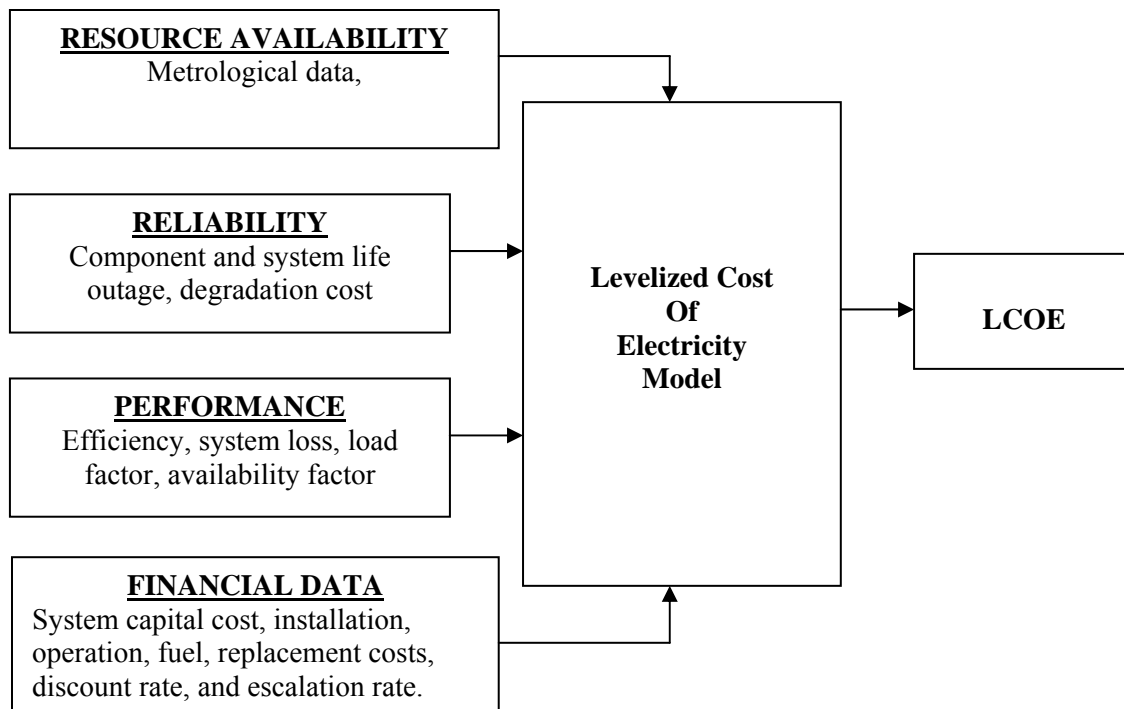 RESOURCE AVAILABILITY
Metrological data,
RELIABILITY
Component and system life
outage, degradation cost
PERFORMANCE
Efficiency, system loss, load
factor, availability factor
FINANCIAL DATA
System capital cost, installation,
operation, fuel, replacement costs,
discount rate, and escalation rate.
Levelized Cost
Of
Electricity
Model
LCOE